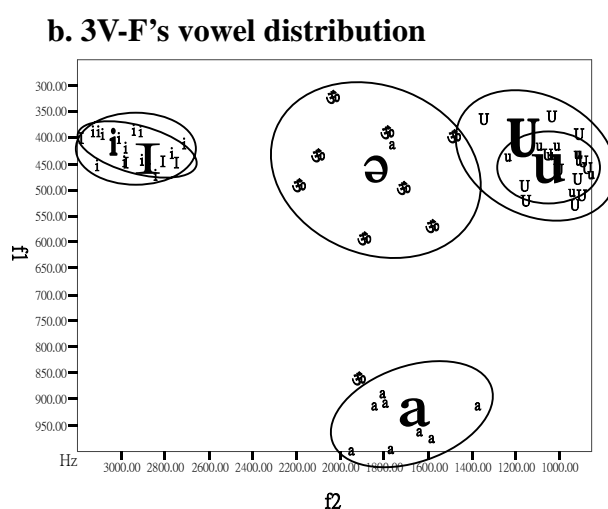 b. 3V-F's vowel distribution
300.00
350.00
400.00
450.00
500.00
550.00
600.00
650.00
700.00
750.00
800.00
850.00
900.00
950.00
f1
Hz
3000.00 2800.00 2600.00 2400.00 2200.00 2000.00 1800.00 1600.00 1400.00 1200.00 1000.00
f2
i I
ə
U u
a